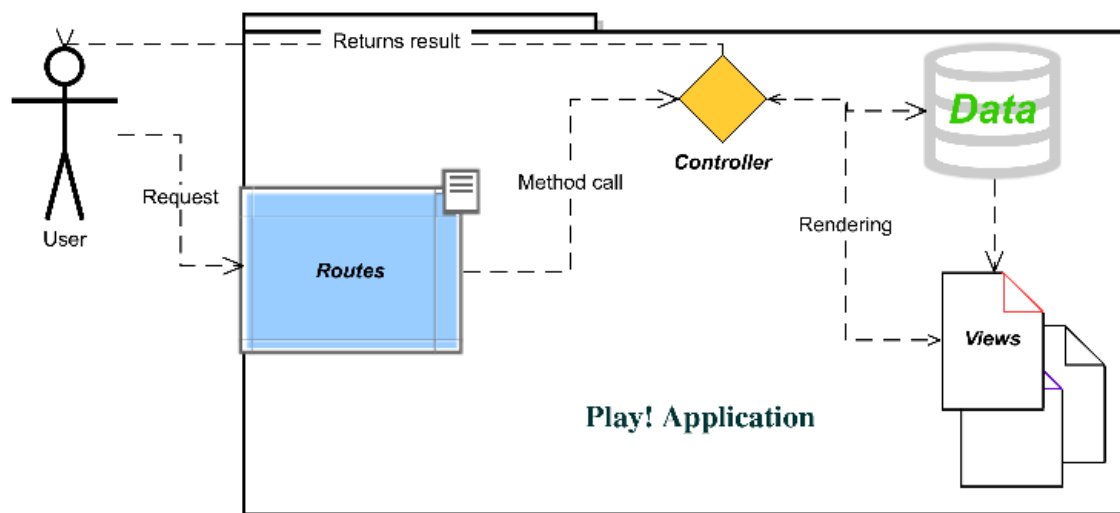 Returns result
Data
Controller
Request
Method call
User
Rendering
Routes
Views
Play! Application